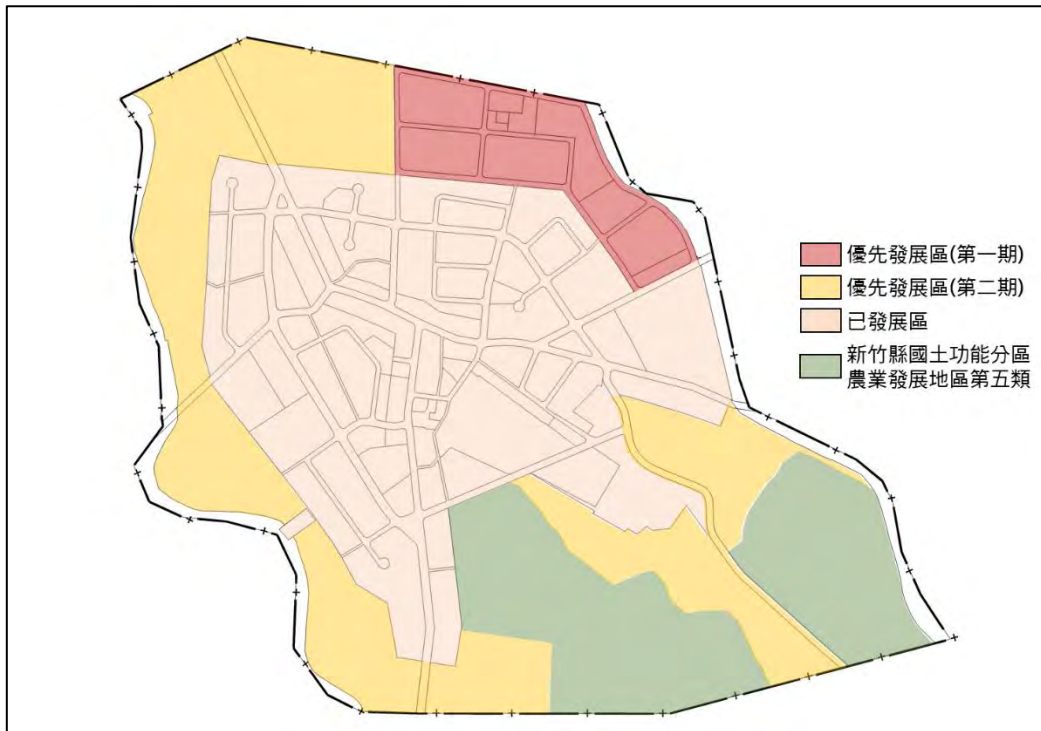 優先發展區(第一期)
優先發展區(第二期)
已發展區
新竹縣國土功能分區
農業發展地區第五類